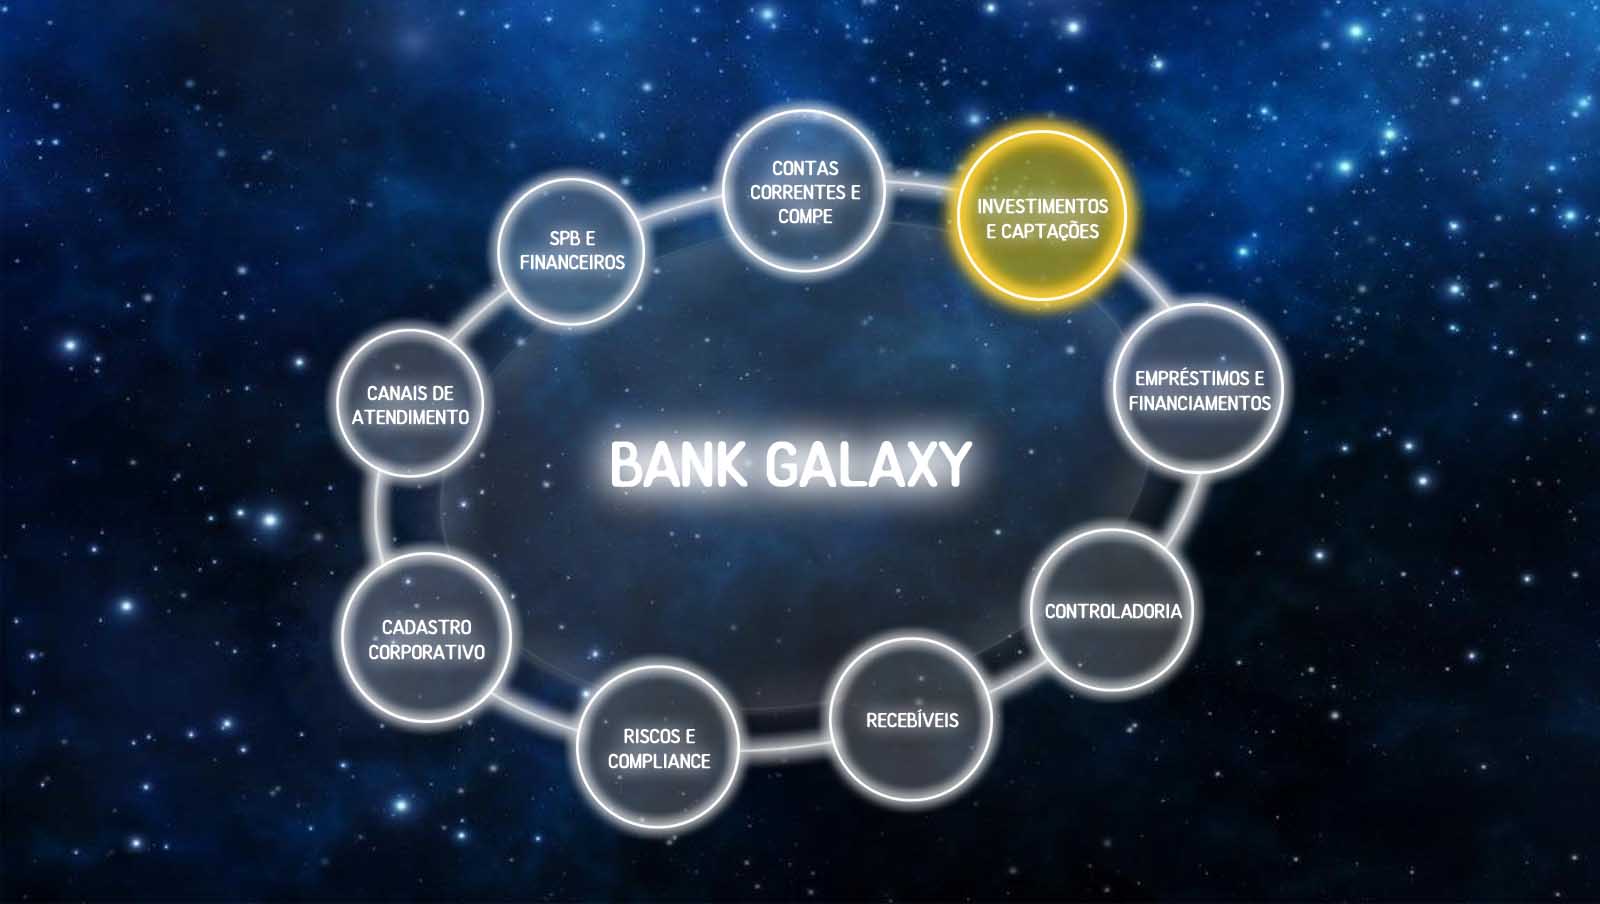 CONTAS
CORRENTES E
COMPE
INVESTIMENTOS
E CAPTAÇÕES
SPB E
FINANCEIROS
EMPRÉSTIMOS E
FINANCIAMENTOS
CANAIS DE
ATENDIMENTO
BANK GALAXY
CONTROLADORIA
CADASTRO
CORPORATIVO
RECEBÍVEIS
RISCOS E
COMPLIANCE